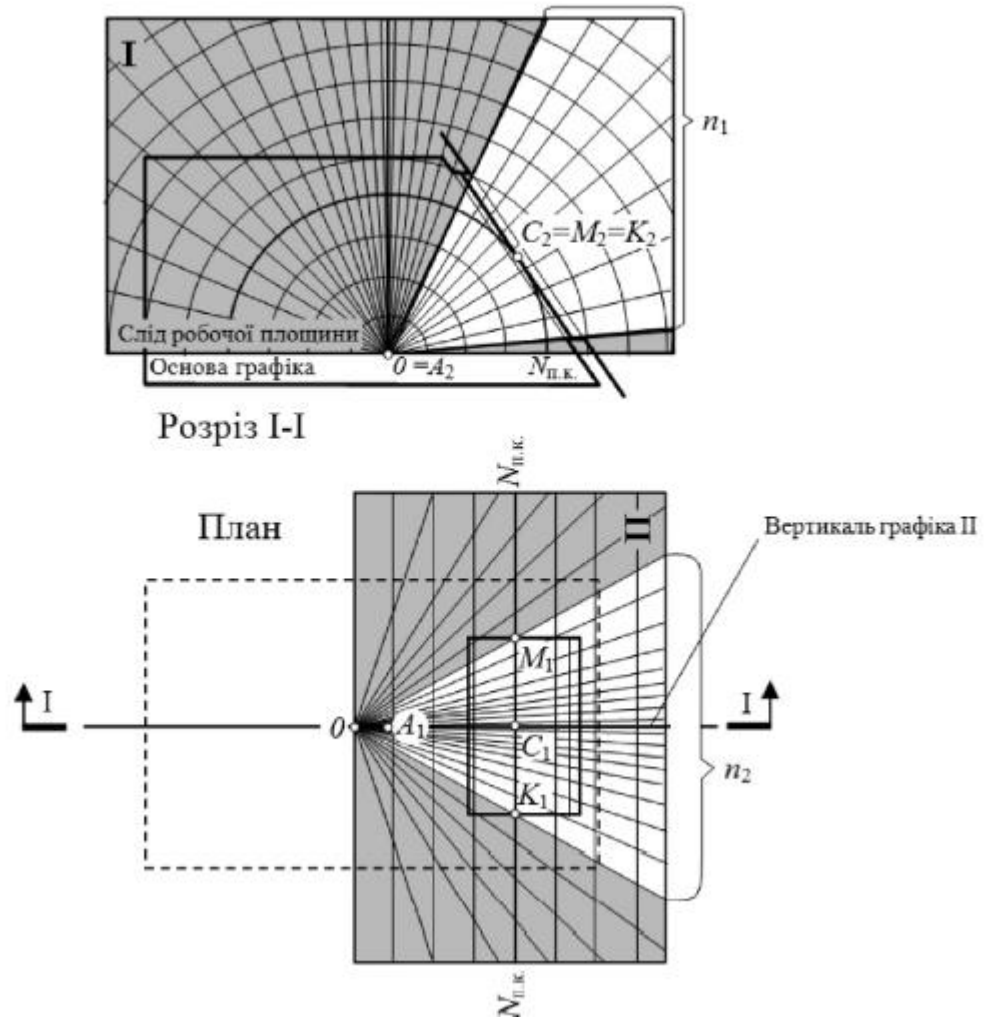 I
n₁
C₂=M₂=K₂
Слід робочої площини
Основа графіка
0 =A₂
Nп.к.
Розріз I-I
Nп.к.
План
II
Вертикаль графіка II
M₁
I
I
0
A₁
C₁
n₂
K₁
Nп.к.